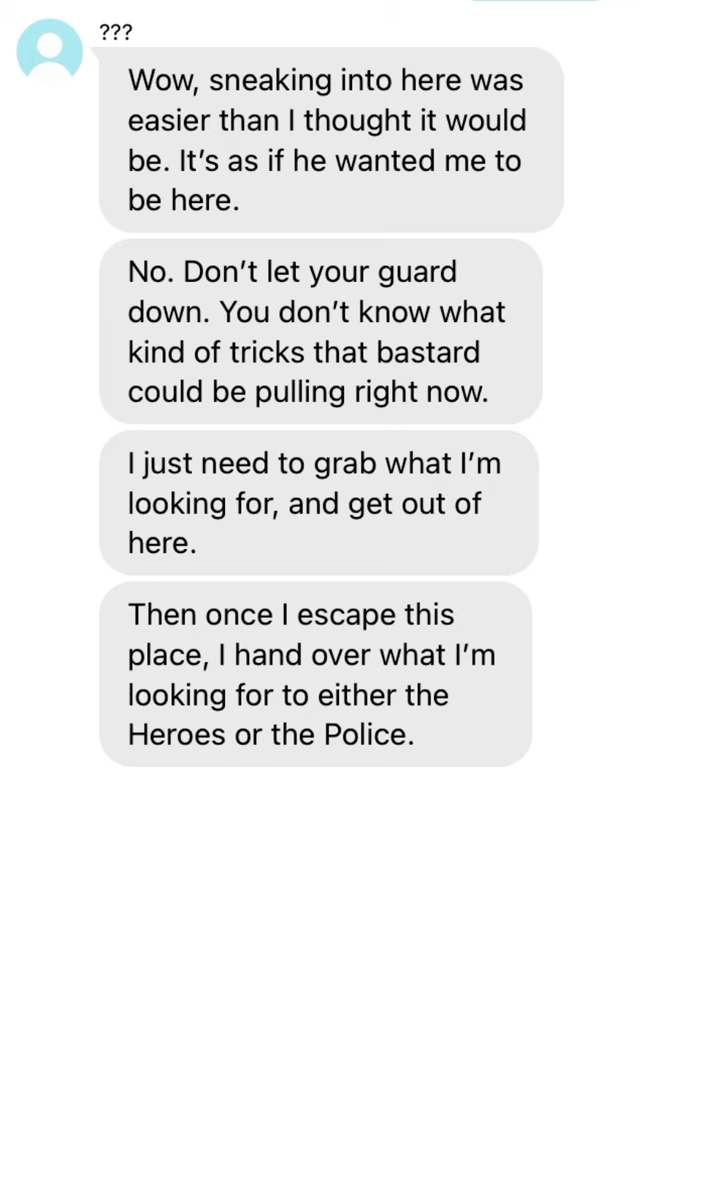 ???
Wow, sneaking into here was
easier than I thought it would
be. It’s as if he wanted me to
be here.
No. Don’t let your guard
down. You don’t know what
kind of tricks that bastard
could be pulling right now.
I just need to grab what I’m
looking for, and get out of
here.
Then once I escape this
place, I hand over what I’m
looking for to either the
Heroes or the Police.